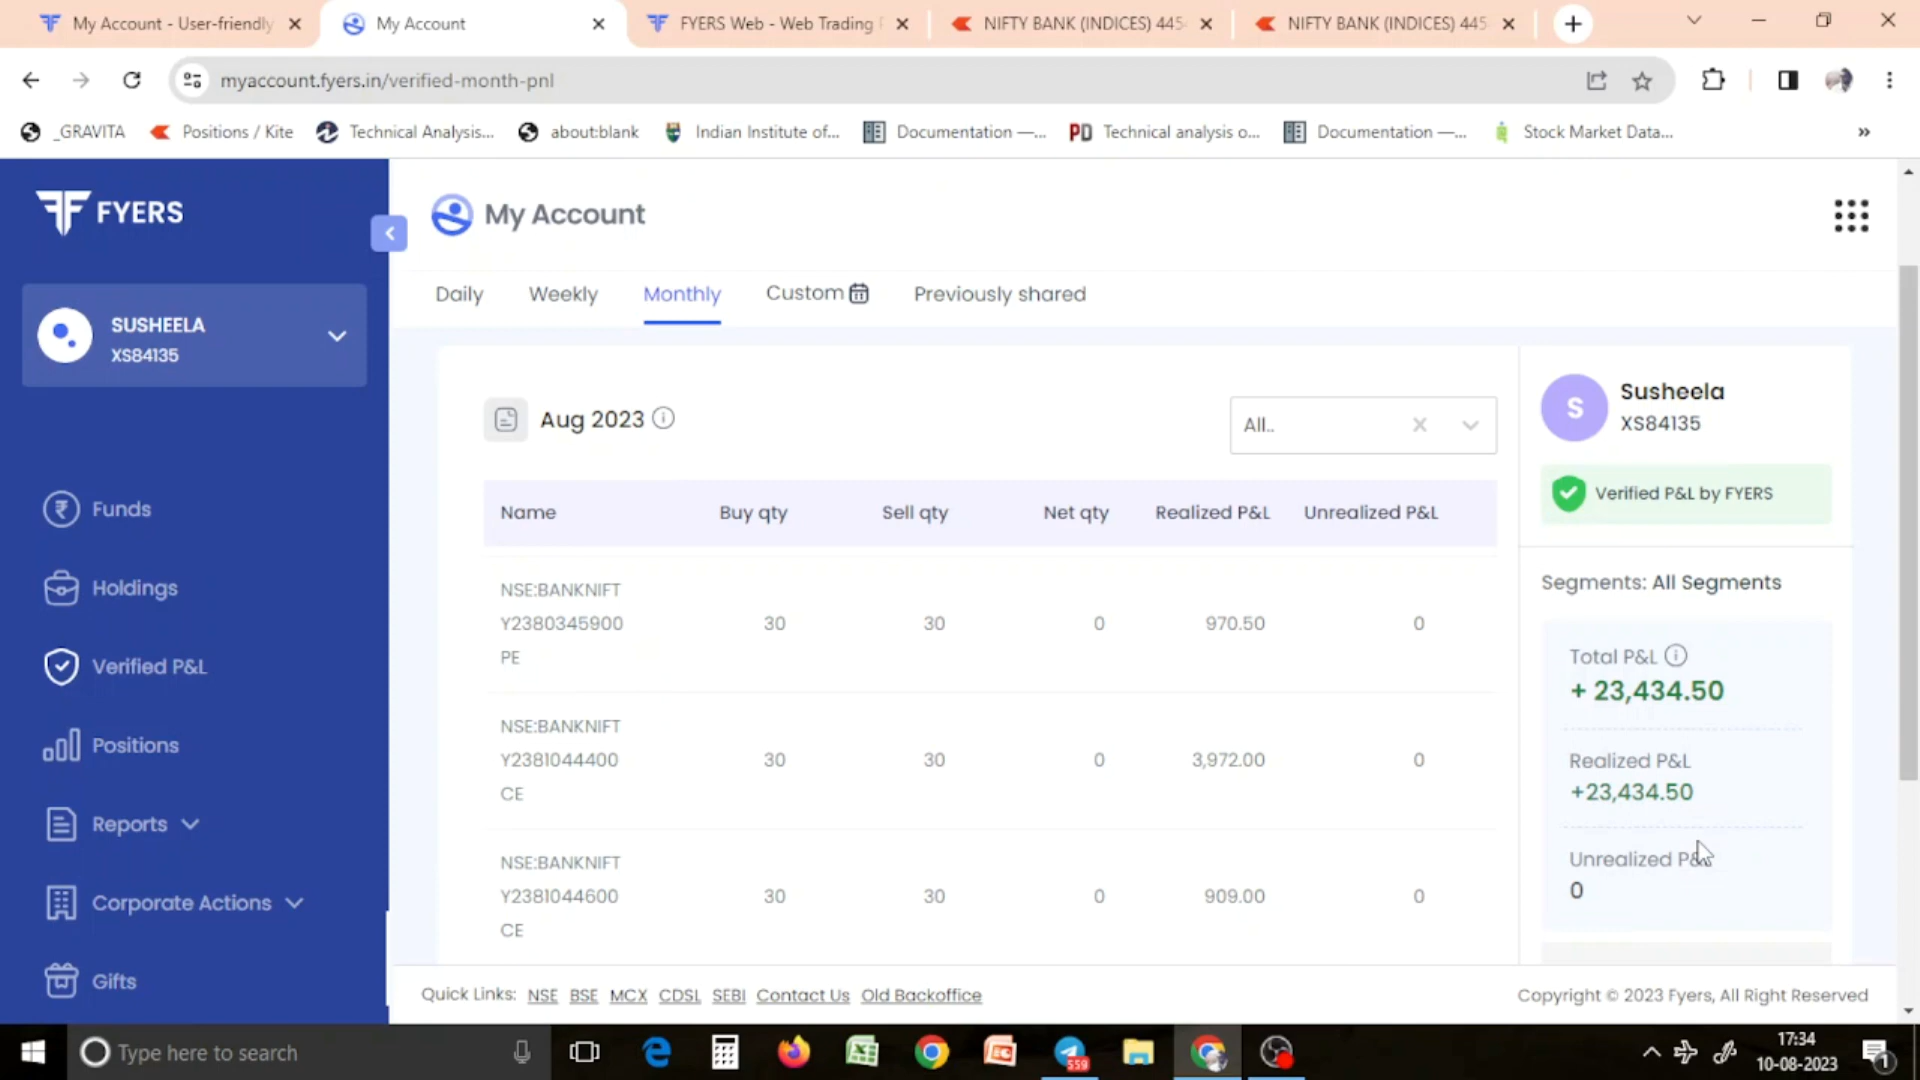 My Account - User-friendly
My Account
FYERS Web - Web Trading
NIFTY BANK (INDICES) 445
NIFTY BANK (INDICES) 445
myaccount.fyers.in/verified-month-pnl
_GRAVITA
Positions / Kite
Technical Analysis...
about:blank
Indian Institute of...
Documentation —...
Technical analysis o...
Documentation —...
Stock Market Data...
»
FYERS
SUSHEELA
XS84135
Funds
Holdings
Verified P&L
Positions
Reports
Corporate Actions
Gifts
My Account
Daily Weekly Monthly Custom Previously shared
Aug 2023
All..
Name Buy qty Sell qty Net qty Realized P&L Unrealized P&L
NSE:BANKNIFT
Y2380345900 30 30 0 970.50 0
PE
NSE:BANKNIFT
Y2381044400 30 30 0 3,972.00 0
CE
NSE:BANKNIFT
Y2381044600 30 30 0 909.00 0
CE
S
Susheela
XS84135
Verified P&L by FYERS
Segments: All Segments
Total P&L
+ 23,434.50
Realized P&L
+23,434.50
Unrealized P&L
0
Quick Links: NSE BSE MCX CDSL SEBI Contact Us Old Backoffice
Copyright © 2023 Fyers, All Right Reserved
Type here to search
559
17:34
10-08-2023
1